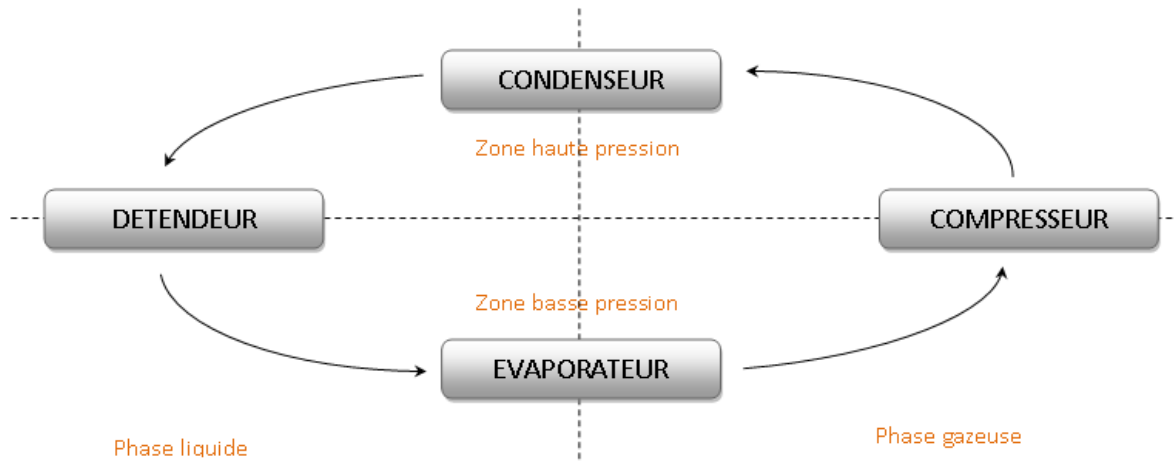 CONDENSEUR
Zone haute pression
DETENDEUR
COMPRESSEUR
Zone basse pression
EVAPORATEUR
Phase liquide
Phase gazeuse